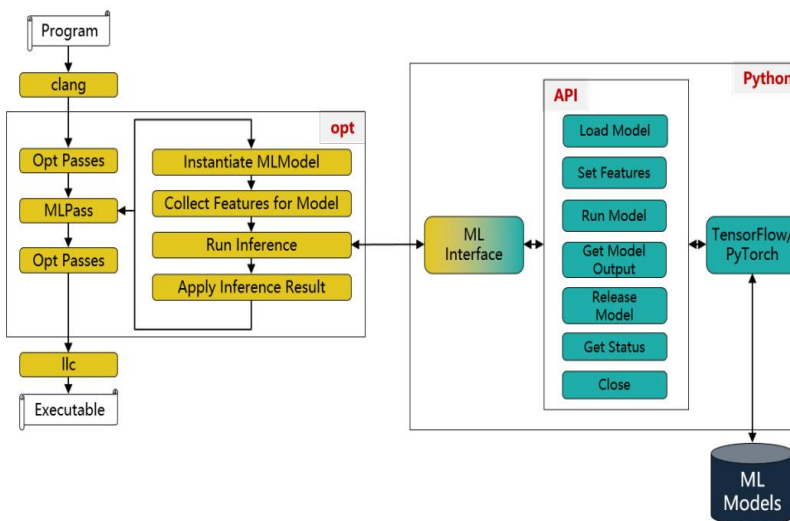 Program
clang
opt
Opt Passes
MLPass
Opt Passes
Instantiate MLModel
Collect Features for Model
Run Inference
Apply Inference Result
llc
Executable
Python
ML
Interface
API
Load Model
Set Features
Run Model
Get Model
Output
Release
Model
Get Status
Close
TensorFlow/
PyTorch
ML
Models